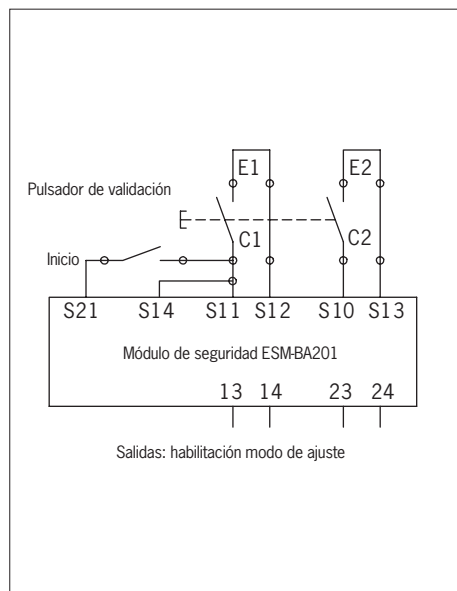 E1 E2
Pulsador de validación
C1 C2
Inicio
S21 S14 S11 S12 S10 S13
Módulo de seguridad ESM-BA201
13 14 23 24
Salidas: habilitación modo de ajuste